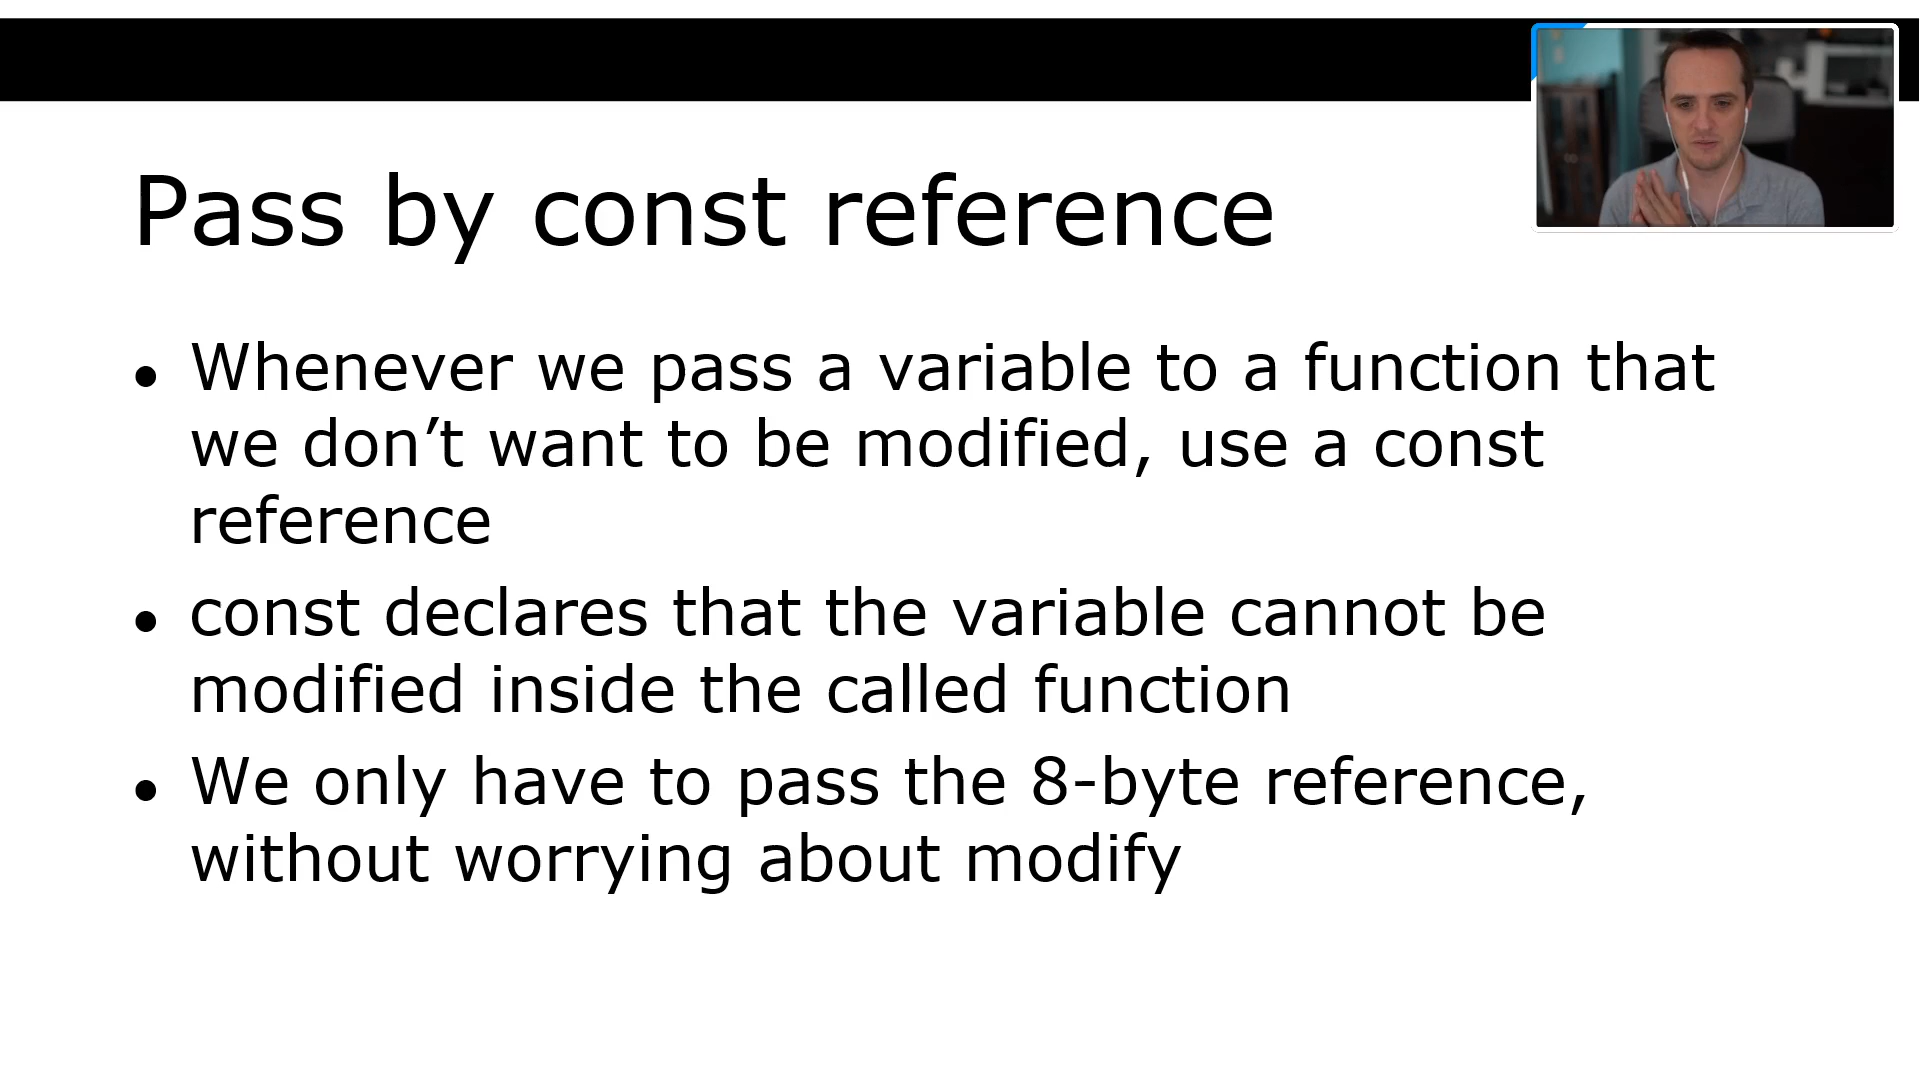 Pass by const reference
● Whenever we pass a variable to a function that
we don’t want to be modified, use a const
reference
● const declares that the variable cannot be
modified inside the called function
● We only have to pass the 8-byte reference,
without worrying about modify